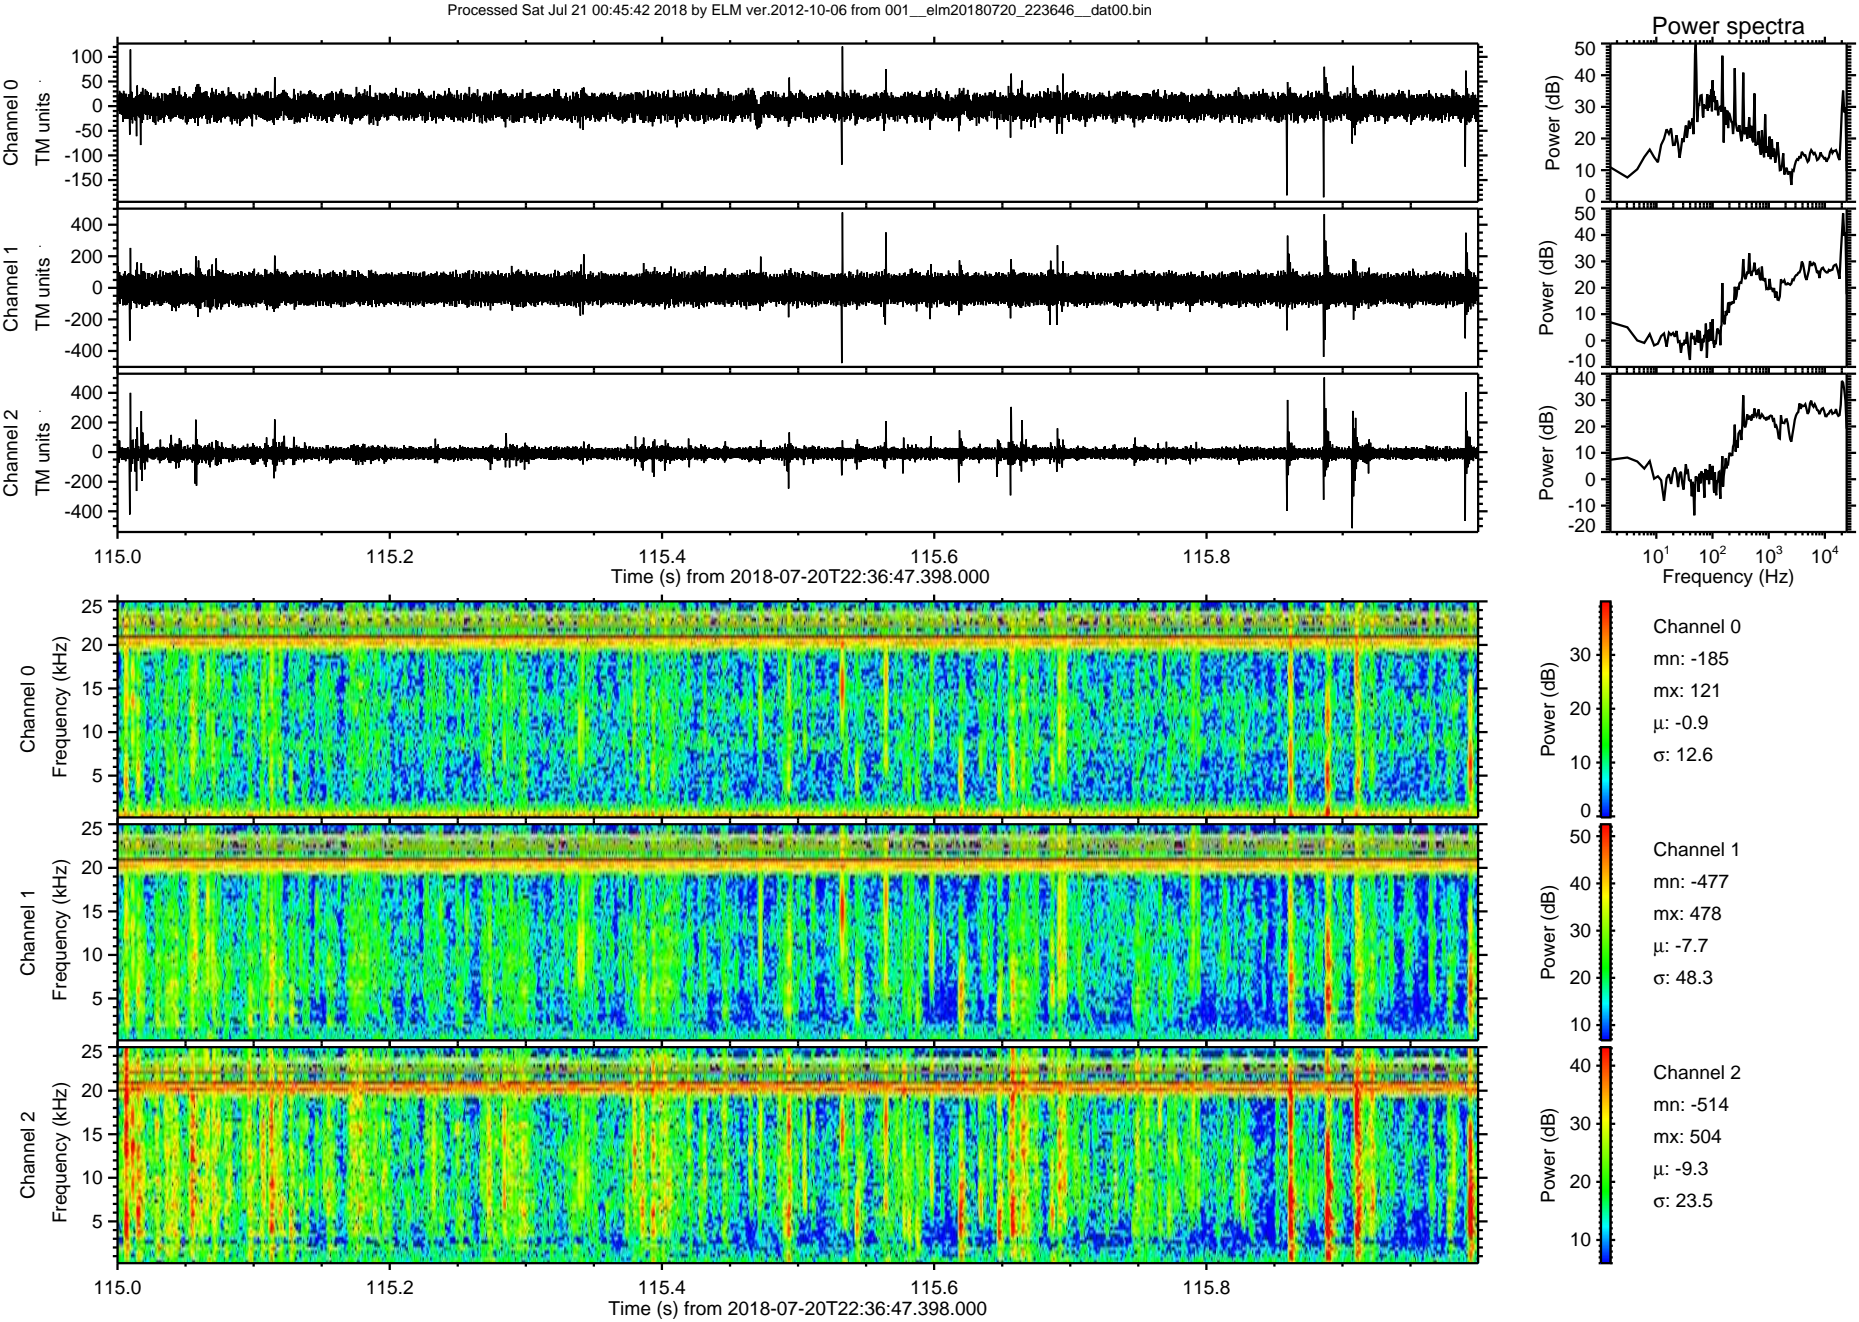 Processed Sat Jul 21 00:45:42 2018 by ELM ver.2012-10-06 from 001__elm20180720_223646__dat00.bin
Power spectra
Channel 0
TM units
100
50
0
-50
-100
-150
Power (dB)
50
40
30
20
10
0
Channel 1
TM units
400
200
0
-200
-400
Power (dB)
50
40
30
20
10
0
-10
Channel 2
TM units
400
200
0
-200
-400
Power (dB)
40
30
20
10
0
-10
-20
115.0
115.2
115.4
115.6
115.8
Time (s) from 2018-07-20T22:36:47.398.000
10^1
10^2
10^3
10^4
Frequency (Hz)
Channel 0
Frequency (kHz)
25
20
15
10
5
Power (dB)
30
20
10
0
Channel 0
mn: -185
mx: 121
μ: -0.9
σ: 12.6
Channel 1
Frequency (kHz)
25
20
15
10
5
Power (dB)
50
40
30
20
10
Channel 1
mn: -477
mx: 478
μ: -7.7
σ: 48.3
Channel 2
Frequency (kHz)
25
20
15
10
5
Power (dB)
40
30
20
10
Channel 2
mn: -514
mx: 504
μ: -9.3
σ: 23.5
115.0
115.2
115.4
115.6
115.8
Time (s) from 2018-07-20T22:36:47.398.000